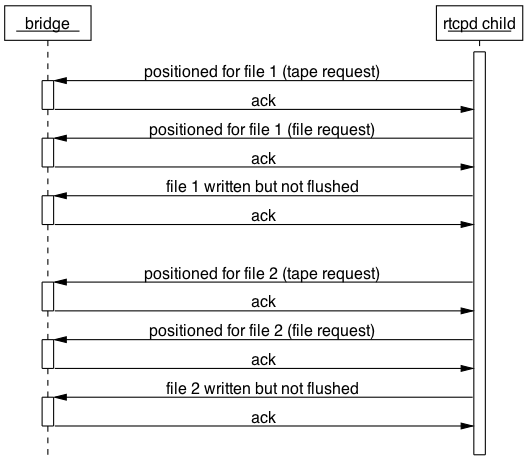 bridge
rtcpd child
positioned for file 1 (tape request)
ack
positioned for file 1 (file request)
ack
file 1 written but not flushed
ack
positioned for file 2 (tape request)
ack
positioned for file 2 (file request)
ack
file 2 written but not flushed
ack